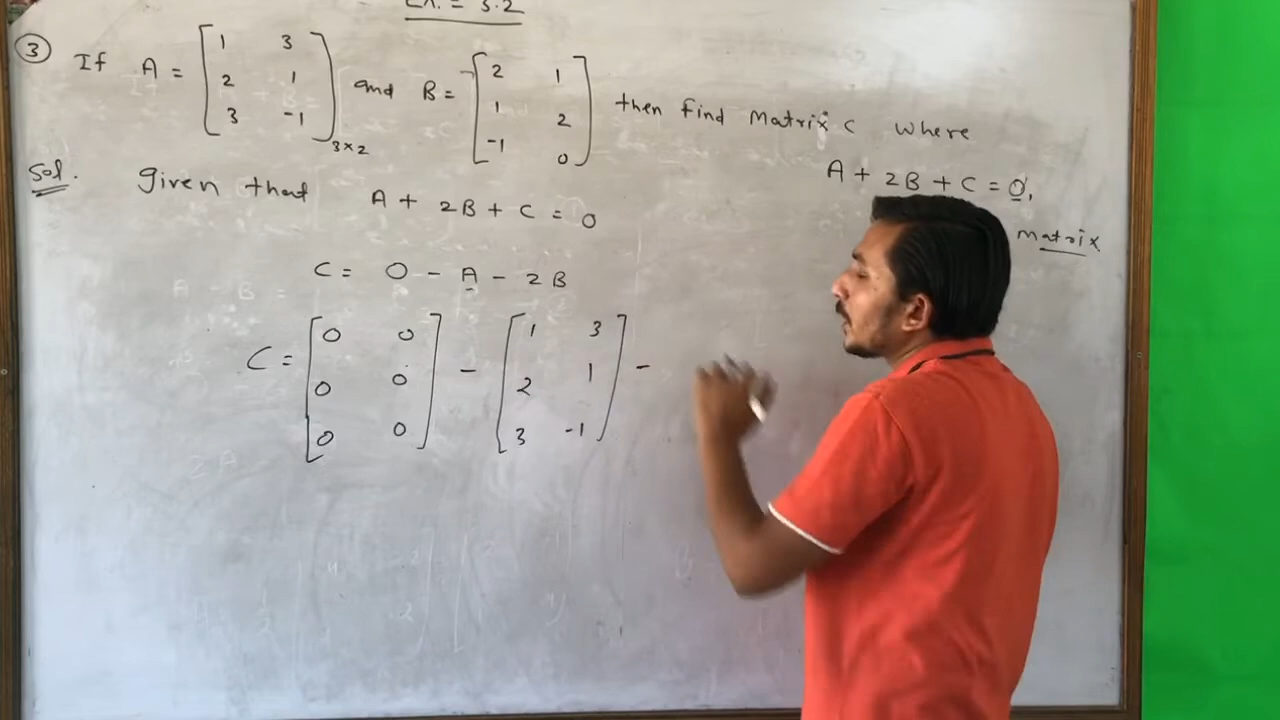 Ex. = 3.2
③ If A = [1 3; 2 1; 3 -1]3×2 and B = [2 1; 1 2; -1 0] then find Matrix C where
A + 2B + C = 0,
Matrix
Sol. given that A + 2B + C = 0
C = 0 - A - 2B
C = [0 0; 0 0; 0 0] - [1 3; 2 1; 3 -1] -